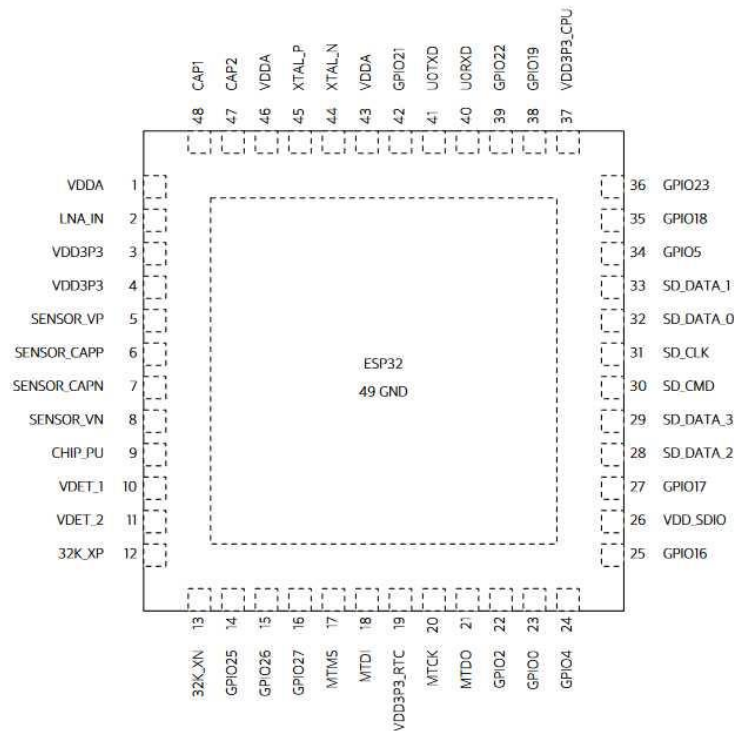 CAP1 CAP2 VDDA XTAL_P XTAL_N VDDA GPIO21 U0TXD U0RXD GPIO22 GPIO19 VDD3P3_CPU
48 47 46 45 44 43 42 41 40 39 38 37
VDDA 1 36 GPIO23
LNA_IN 2 35 GPIO18
VDD3P3 3 34 GPIO5
VDD3P3 4 33 SD_DATA_1
SENSOR_VP 5 32 SD_DATA_0
SENSOR_CAPP 6 31 SD_CLK
ESP32
SENSOR_CAPN 7 30 SD_CMD
49 GND
SENSOR_VN 8 29 SD_DATA_3
CHIP_PU 9 28 SD_DATA_2
VDET_1 10 27 GPIO17
VDET_2 11 26 VDD_SDIO
32K_XP 12 25 GPIO16
13 14 15 16 17 18 19 20 21 22 23 24
32K_XN GPIO25 GPIO26 GPIO27 MTMS MTDI VDD3P3_RTC MTCK MTDO GPIO2 GPIO0 GPIO4